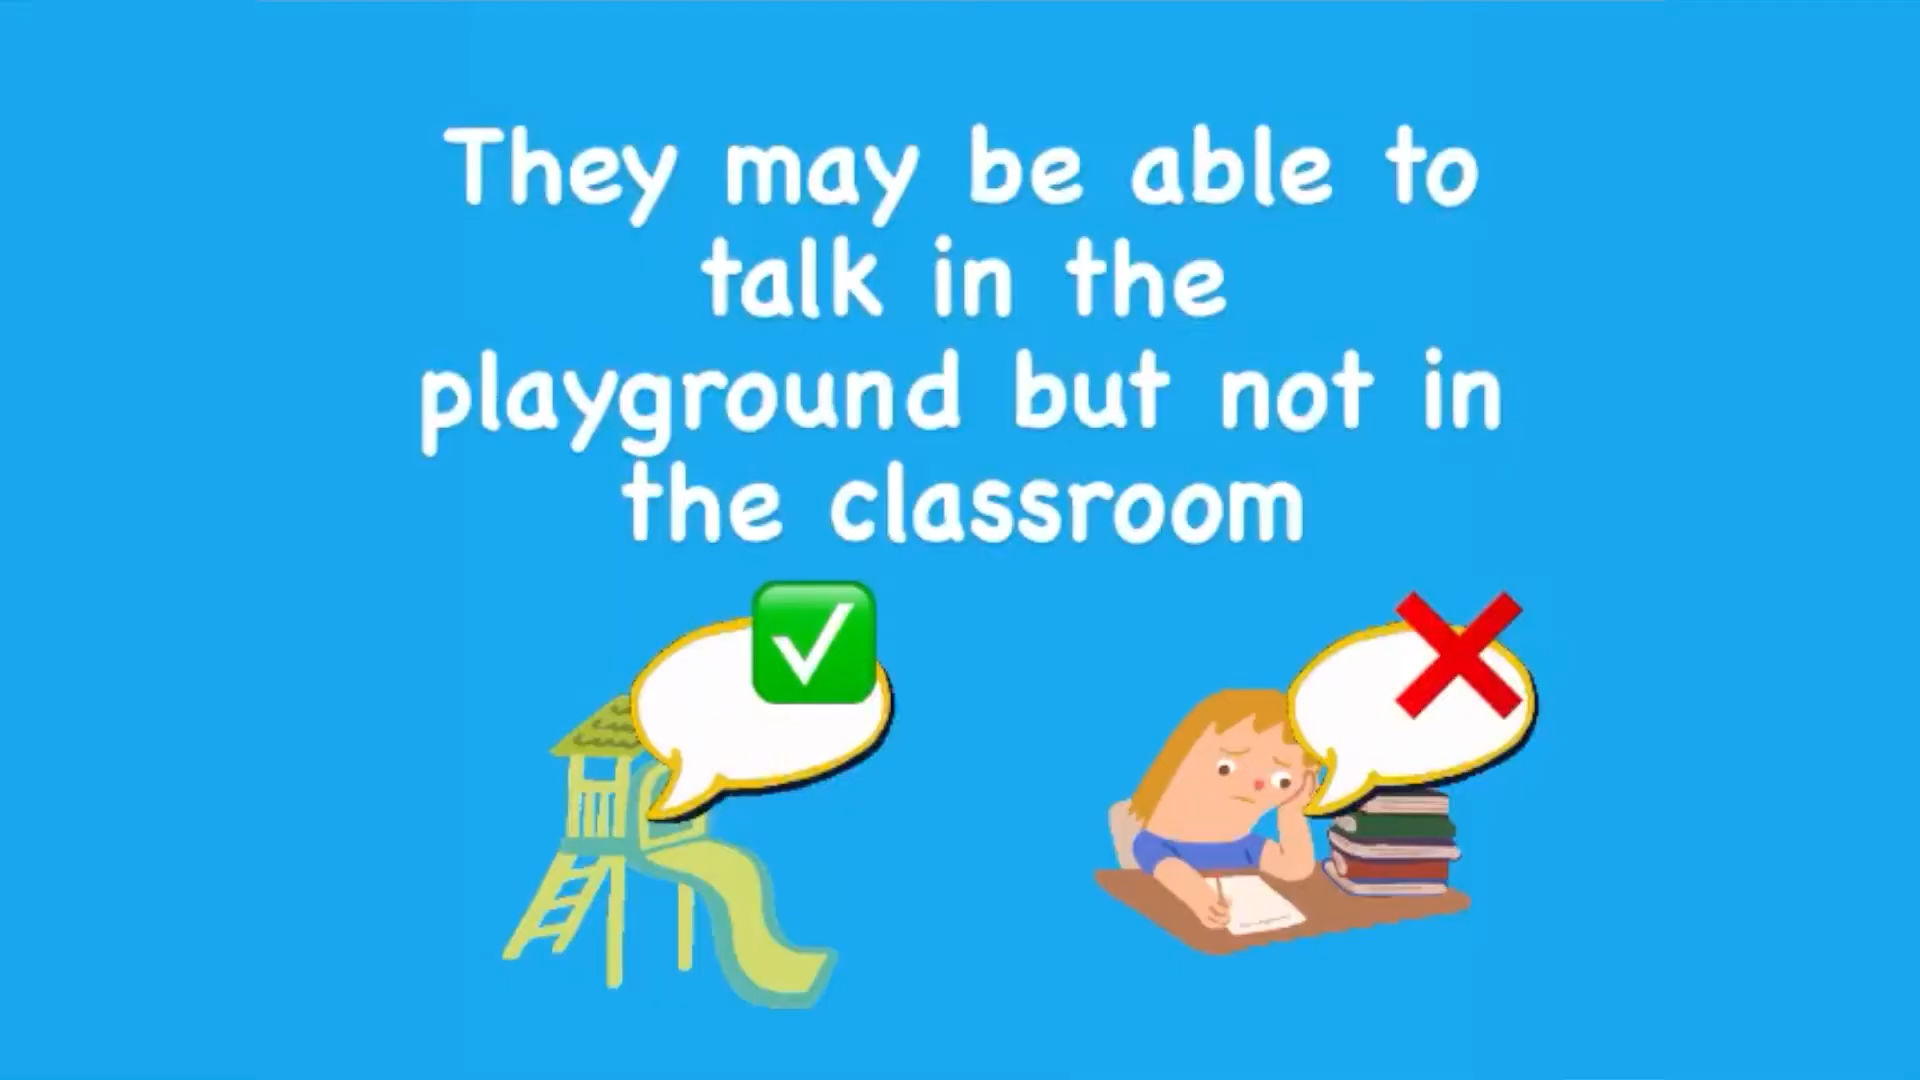 They may be able to
talk in the
playground but not in
the classroom